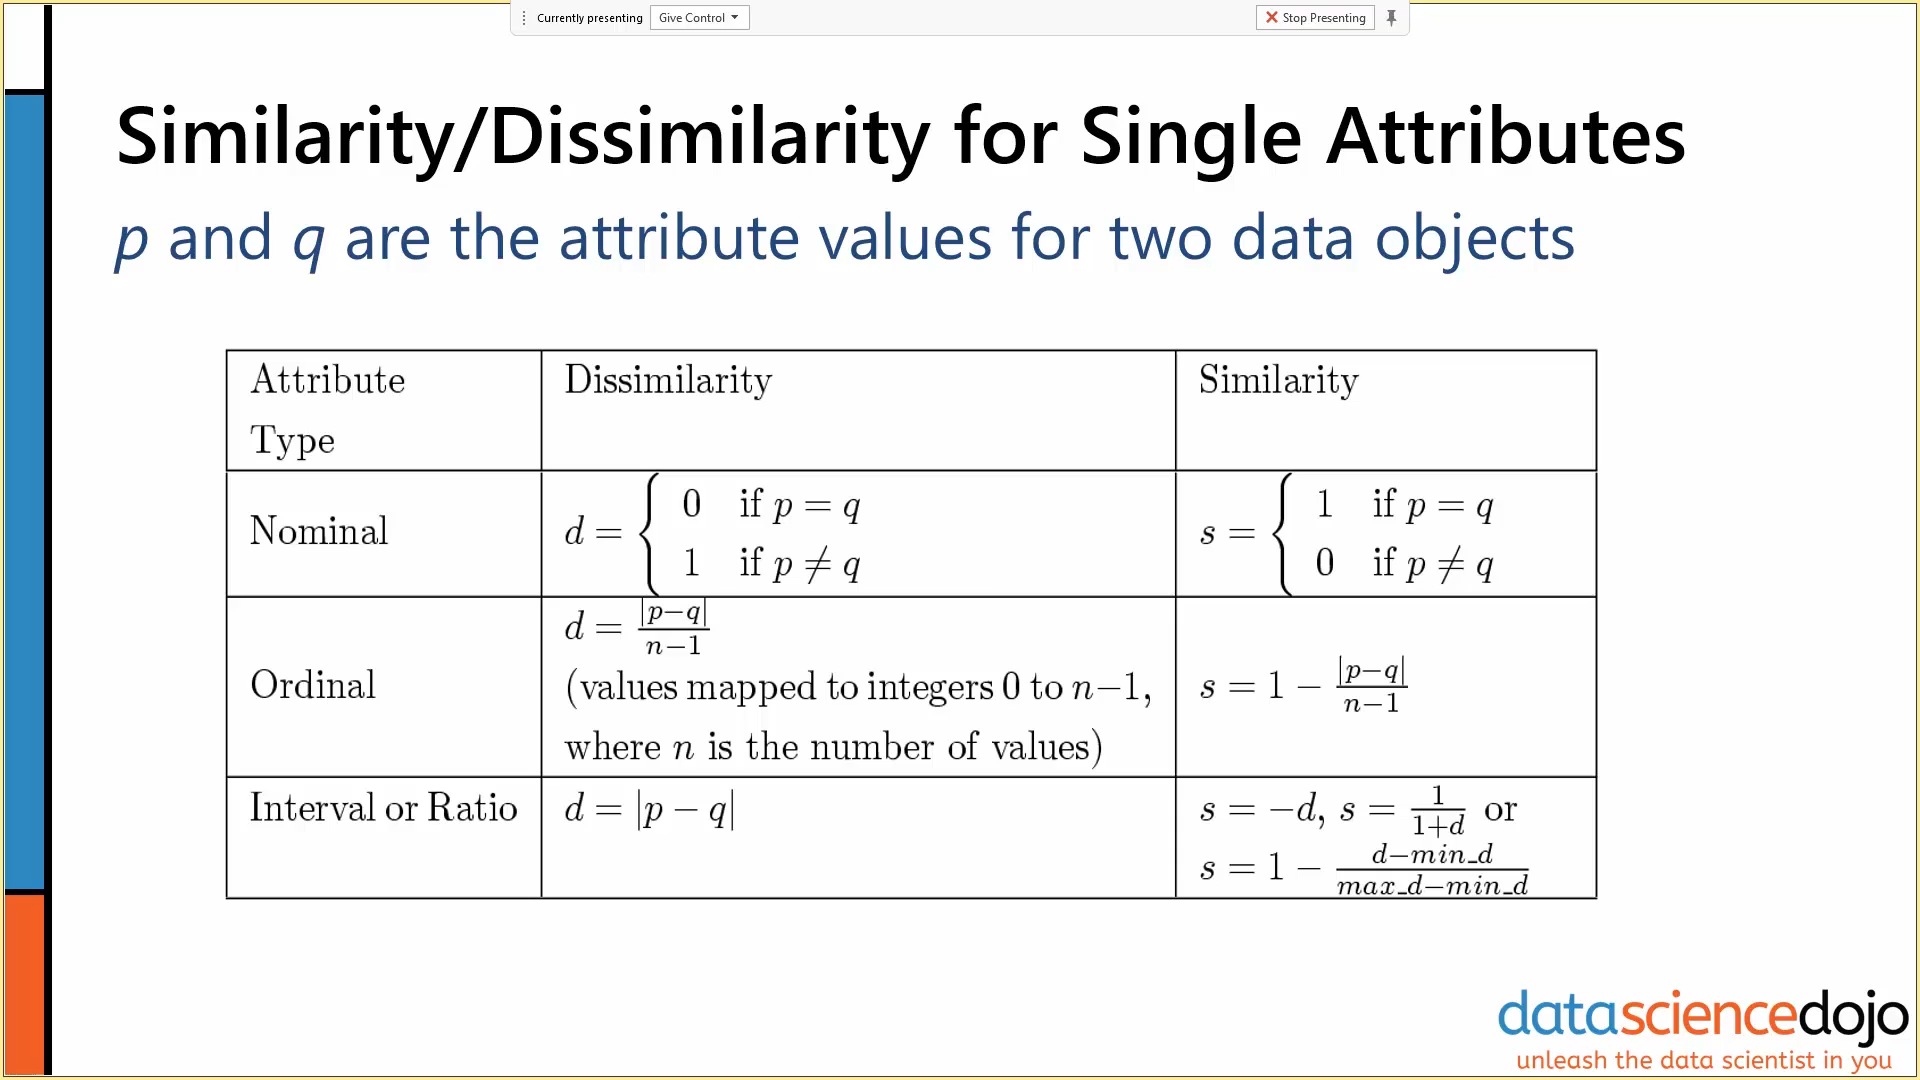 Currently presenting Give Control Stop Presenting
Similarity/Dissimilarity for Single Attributes
p and q are the attribute values for two data objects
Attribute Type Dissimilarity Similarity
Nominal d = { 0 if p = q 1 if p ≠ q s = { 1 if p = q 0 if p ≠ q
Ordinal d = |p−q| / n−1 (values mapped to integers 0 to n−1, where n is the number of values) s = 1 − |p−q| / n−1
Interval or Ratio d = |p − q| s = −d, s = 1 / 1+d or s = 1 − d−min_d / max_d−min_d
datasciencedojo
unleash the data scientist in you